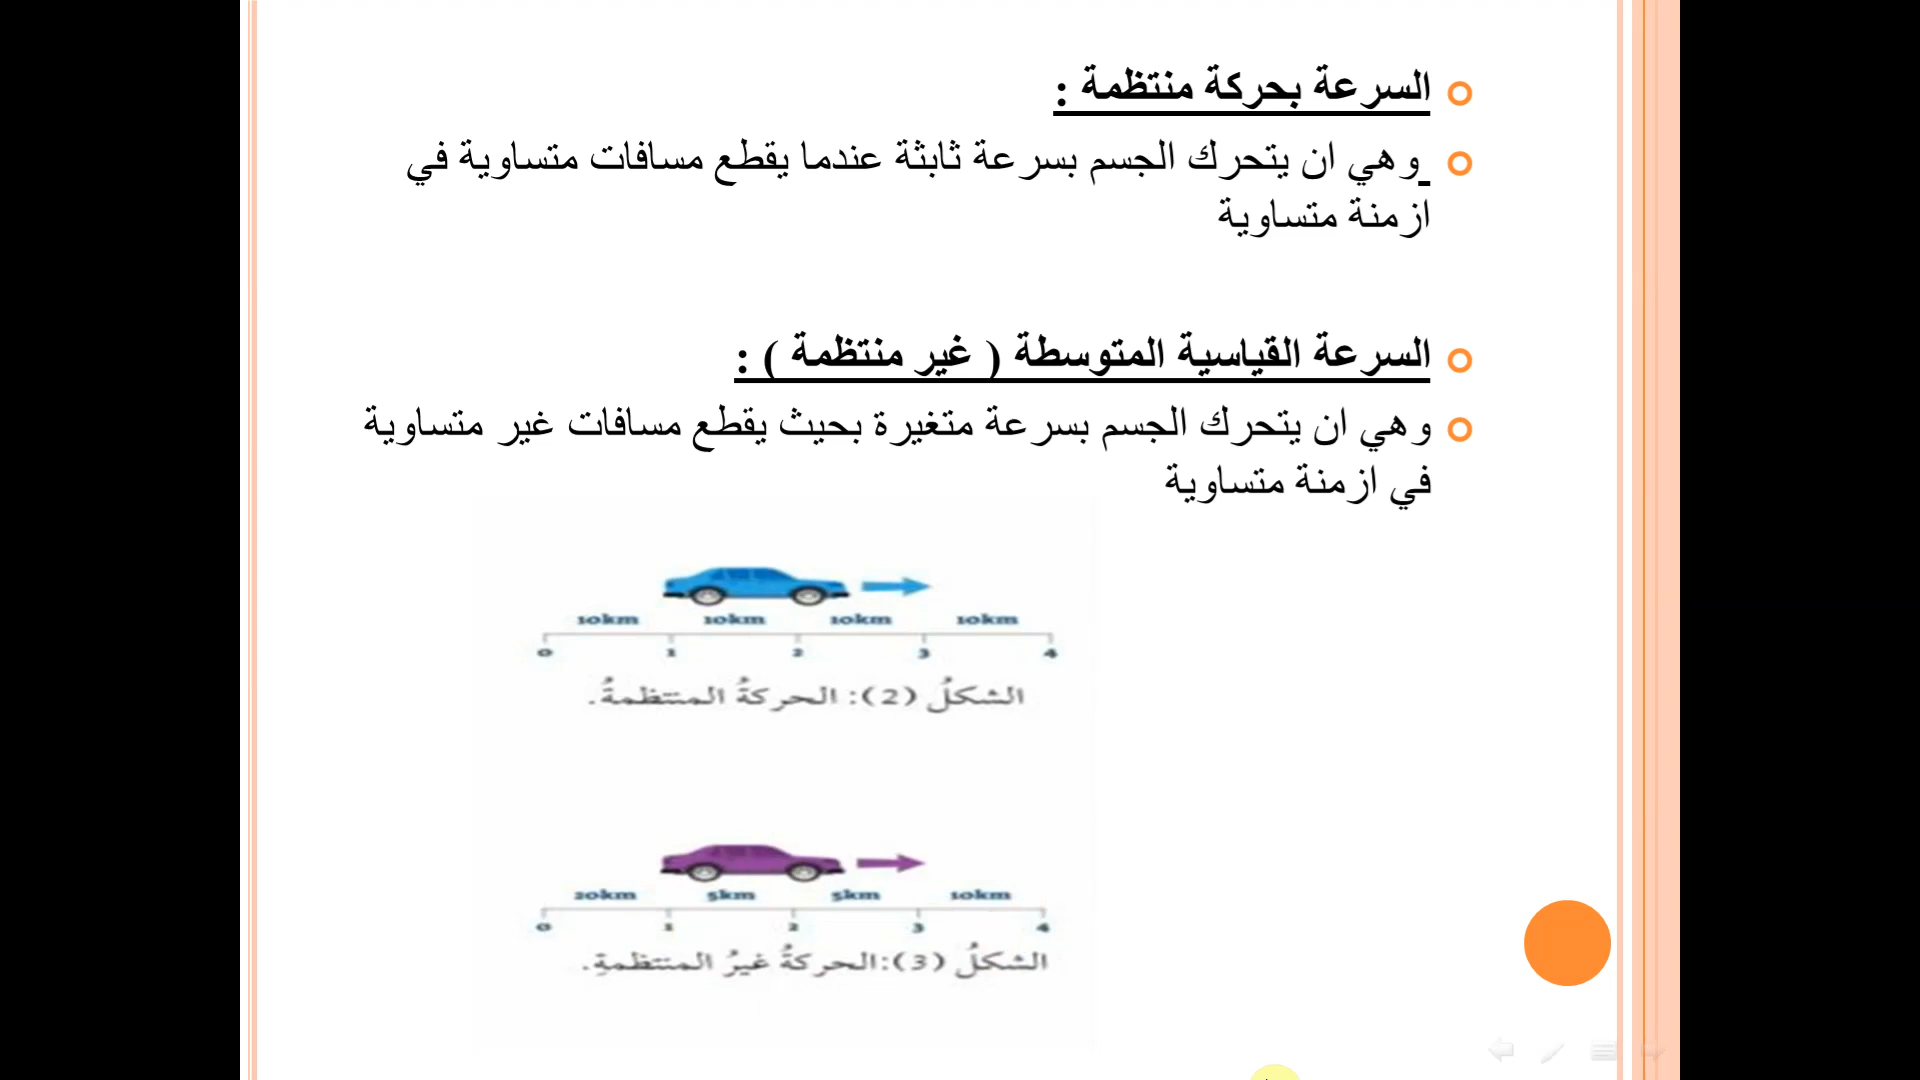 السرعة بحركة منتظمة :
وهي ان يتحرك الجسم بسرعة ثابثة عندما يقطع مسافات متساوية في
ازمنة متساوية
السرعة القياسية المتوسطة ( غير منتظمة ) :
وهي ان يتحرك الجسم بسرعة متغيرة بحيث يقطع مسافات غير متساوية
في ازمنة متساوية
10km 10km 10km 10km
0 1 2 3 4
الشكلُ (2): الحركةُ المنتظمةُ.
20km 5km 5km 10km
0 1 2 3 4
الشكلُ (3):الحركةُ غيرُ المنتظمةِ.